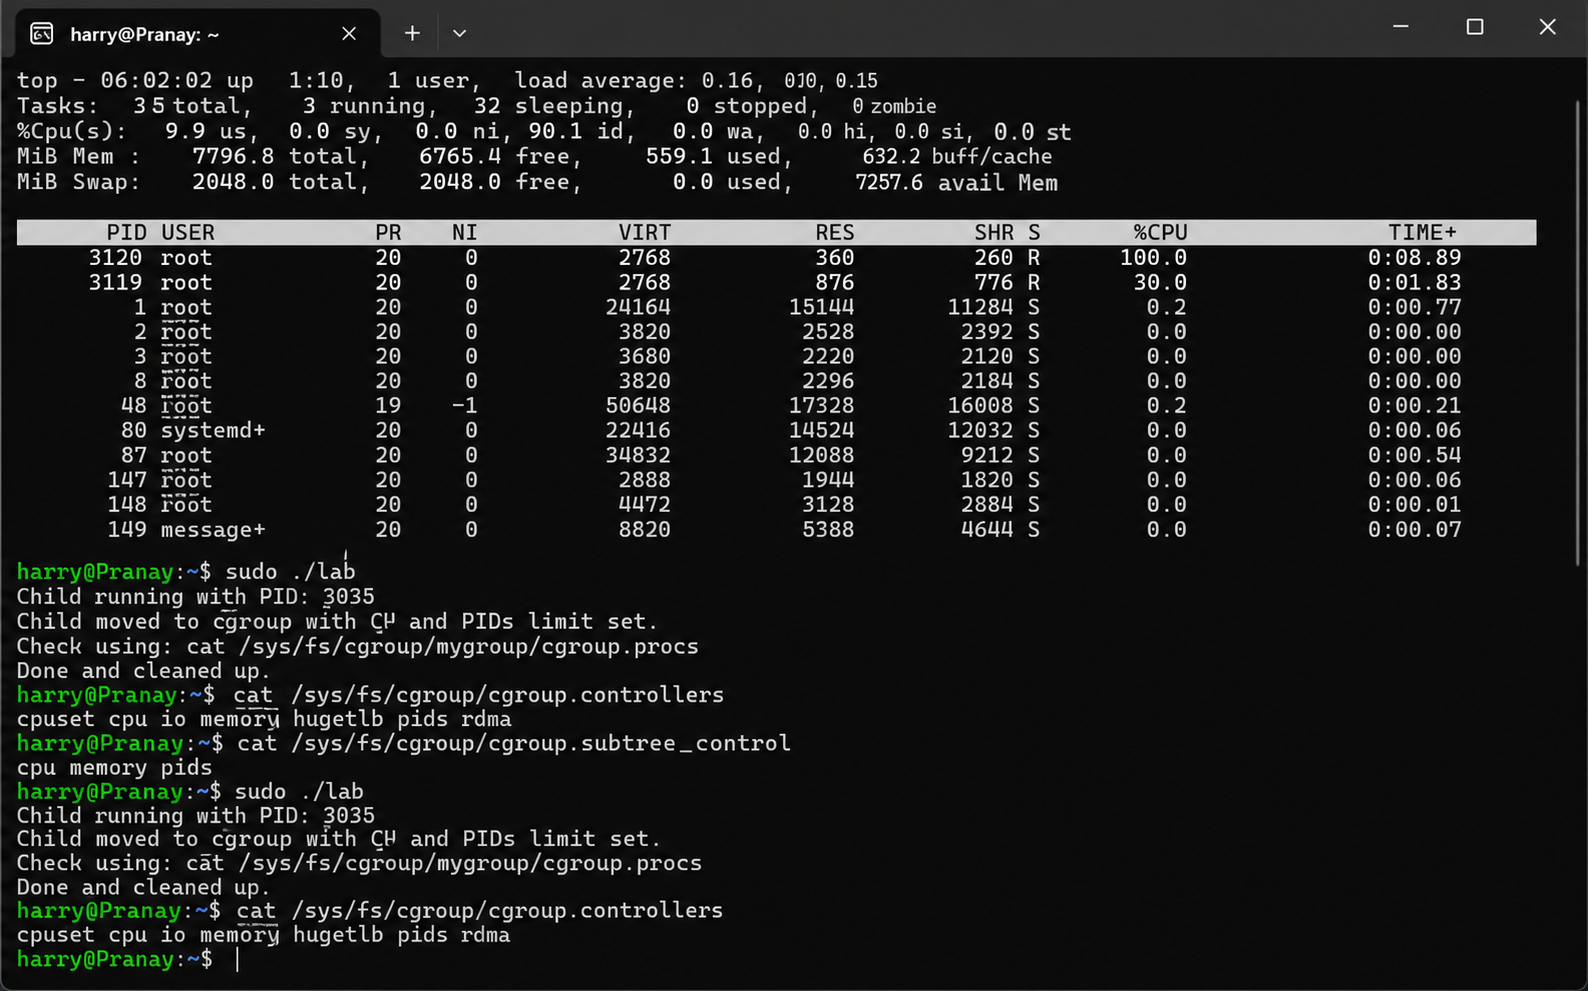 harry@Pranay: ~
top - 06:02:02 up 1:10, 1 user, load average: 0.16, 010, 0.15
Tasks: 35 total, 3 running, 32 sleeping, 0 stopped, 0 zombie
%Cpu(s): 9.9 us, 0.0 sy, 0.0 ni, 90.1 id, 0.0 wa, 0.0 hi, 0.0 si, 0.0 st
MiB Mem : 7796.8 total, 6765.4 free, 559.1 used, 632.2 buff/cache
MiB Swap: 2048.0 total, 2048.0 free, 0.0 used, 7257.6 avail Mem
PID USER PR NI VIRT RES SHR S %CPU TIME+
3120 root 20 0 2768 360 260 R 100.0 0:08.89
3119 root 20 0 2768 876 776 R 30.0 0:01.83
1 root 20 0 24164 15144 11284 S 0.2 0:00.77
2 root 20 0 3820 2528 2392 S 0.0 0:00.00
3 root 20 0 3680 2220 2120 S 0.0 0:00.00
8 root 20 0 3820 2296 2184 S 0.0 0:00.00
48 root 19 -1 50648 17328 16008 S 0.2 0:00.21
80 systemd+ 20 0 22416 14524 12032 S 0.0 0:00.06
87 root 20 0 34832 12088 9212 S 0.0 0:00.54
147 root 20 0 2888 1944 1820 S 0.0 0:00.06
148 root 20 0 4472 3128 2884 S 0.0 0:00.01
149 message+ 20 0 8820 5388 4644 S 0.0 0:00.07
harry@Pranay:~$ sudo ./lab
Child running with PID: 3035
Child moved to cgroup with and PIDs limit set.
Check using: cat /sys/fs/cgroup/mygroup/cgroup.procs
Done and cleaned up.
harry@Pranay:~$ cat /sys/fs/cgroup/cgroup.controllers
cpuset cpu io memory hugetlb pids rdma
harry@Pranay:~$ cat /sys/fs/cgroup/cgroup.subtree_control
cpu memory pids
harry@Pranay:~$ sudo ./lab
Child running with PID: 3035
Child moved to cgroup with and PIDs limit set.
Check using: cat /sys/fs/cgroup/mygroup/cgroup.procs
Done and cleaned up.
harry@Pranay:~$ cat /sys/fs/cgroup/cgroup.controllers
cpuset cpu io memory hugetlb pids rdma
harry@Pranay:~$